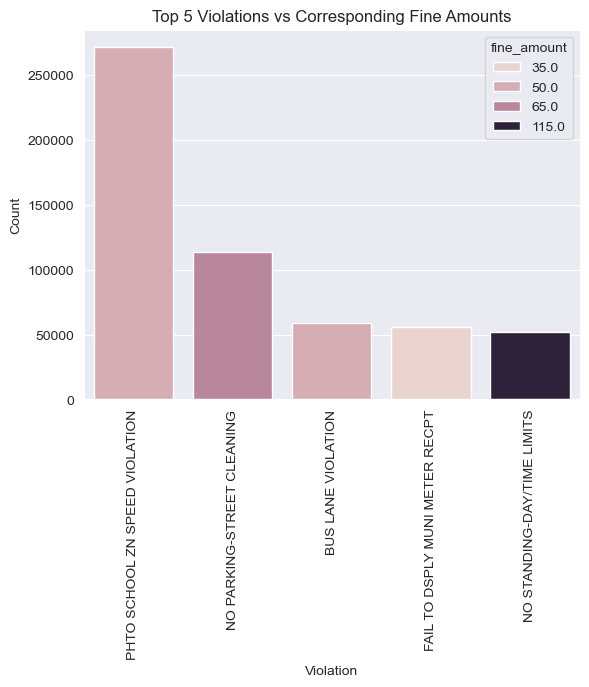 Top 5 Violations vs Corresponding Fine Amounts
fine_amount
35.0
50.0
65.0
115.0
250000
200000
150000
100000
50000
0
Count
PHTO SCHOOL ZN SPEED VIOLATION
NO PARKING-STREET CLEANING
BUS LANE VIOLATION
FAIL TO DSPLY MUNI METER RECPT
NO STANDING-DAY/TIME LIMITS
Violation